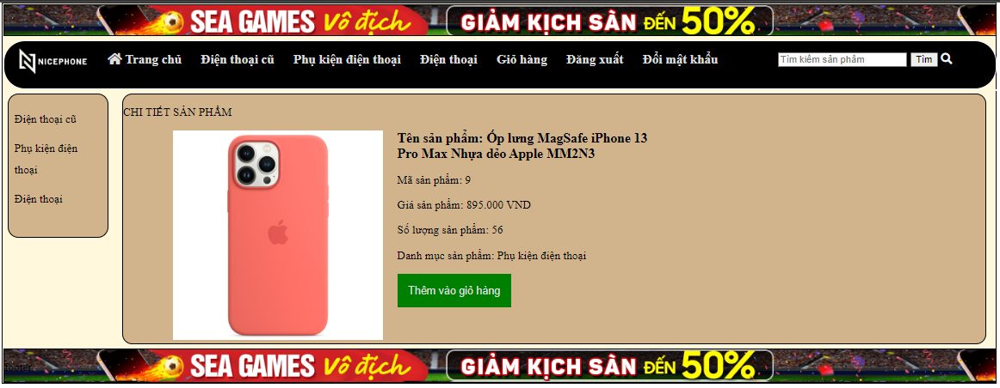 SEA GAMES Vô địch GIẢM KỊCH SÀN ĐẾN 50%
NICEPHONE Trang chủ Điện thoại cũ Phụ kiện điện thoại Điện thoại Giỏ hàng Đăng xuất Đổi mật khẩu Tìm kiếm sản phẩm Tìm
Điện thoại cũ
Phụ kiện điện
thoại
Điện thoại
CHI TIẾT SẢN PHẨM
Tên sản phẩm: Ốp lưng MagSafe iPhone 13
Pro Max Nhựa dẻo Apple MM2N3
Mã sản phẩm: 9
Giá sản phẩm: 895.000 VND
Số lượng sản phẩm: 56
Danh mục sản phẩm: Phụ kiện điện thoại
Thêm vào giỏ hàng
SEA GAMES Vô địch GIẢM KỊCH SÀN ĐẾN 50%
footer